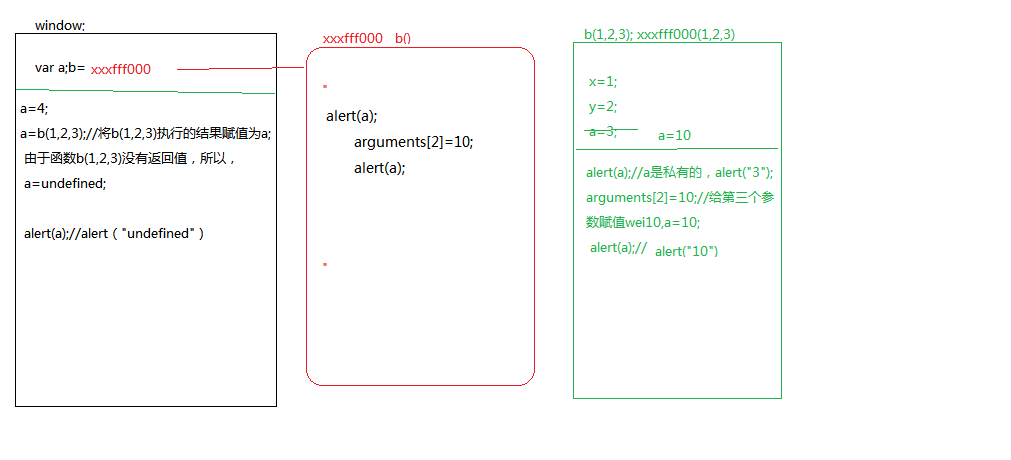 window;
var a;b= xxxfff000
a=4;
a=b(1,2,3);//将b(1,2,3)执行的结果赋值为a;
由于函数b(1,2,3)没有返回值，所以，
a=undefined;
alert(a);//alert（"undefined"）
xxxfff000 b()
alert(a);
arguments[2]=10;
alert(a);
b(1,2,3); xxxfff000(1,2,3)
x=1;
y=2;
a=3; a=10
alert(a);//a是私有的，alert("3");
arguments[2]=10;//给第三个参
数赋值wei10,a=10;
alert(a);// alert("10")